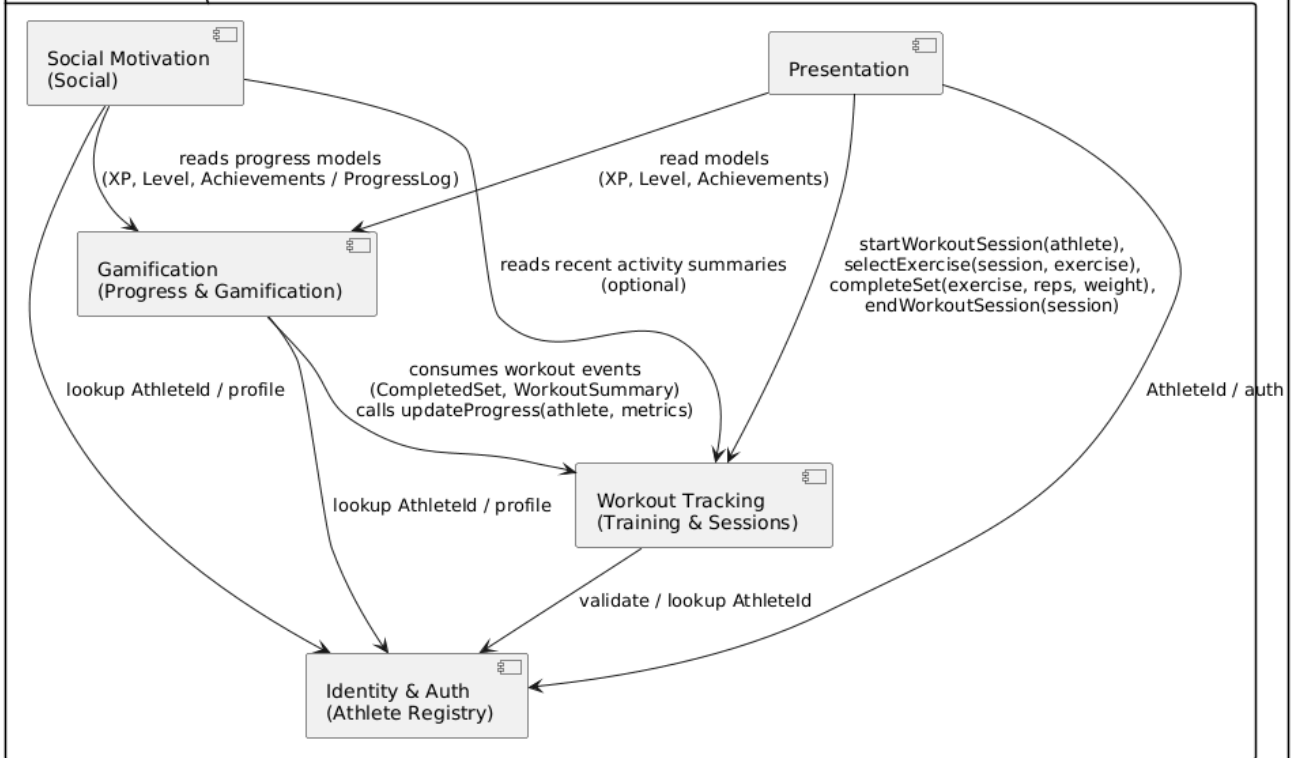 Social Motivation
(Social)
Presentation
reads progress models
(XP, Level, Achievements / ProgressLog)
read models
(XP, Level, Achievements)
Gamification
(Progress & Gamification)
reads recent activity summaries
(optional)
startWorkoutSession(athlete),
selectExercise(session, exercise),
completeSet(exercise, reps, weight),
endWorkoutSession(session)
lookup AthleteId / profile
consumes workout events
(CompletedSet, WorkoutSummary)
calls updateProgress(athlete, metrics)
AthleteId / auth
lookup AthleteId / profile
Workout Tracking
(Training & Sessions)
validate / lookup AthleteId
Identity & Auth
(Athlete Registry)